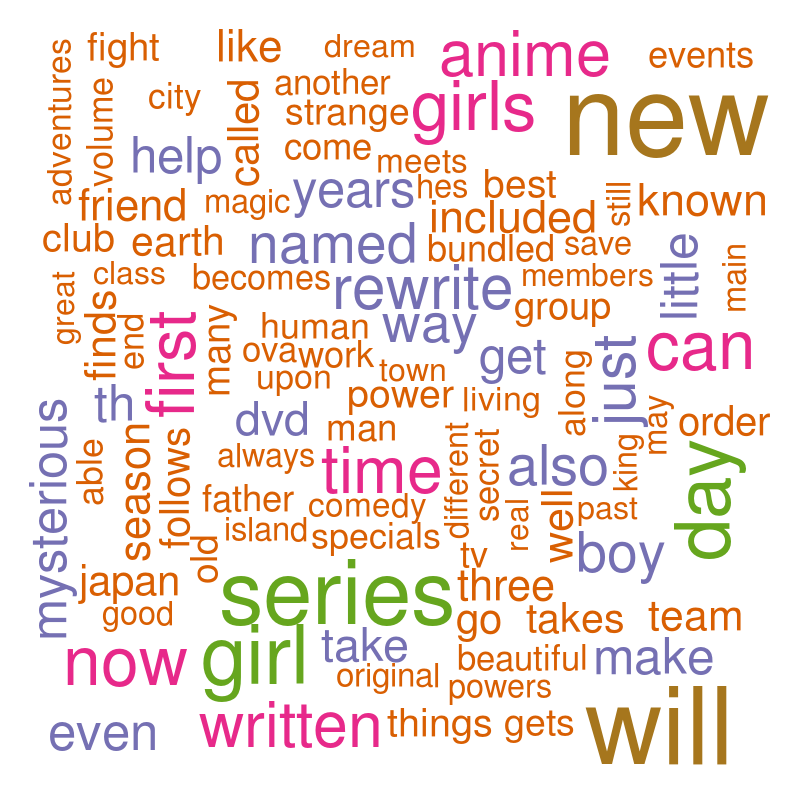 fight like dream anime events
adventures volume city called another strange girls new
help come meets
friend magic years hes best still known
club earth named included bundled save
great class becomes rewrite members little main
finds end first many human way group
ova work get just can
th upon town power living along
mysterious dvd man may order
able season follows always time different secret also king day
father comedy real well past
old island specials tv boy
japan series three
good go takes team
now girl take beautiful make
original powers
even written things gets will